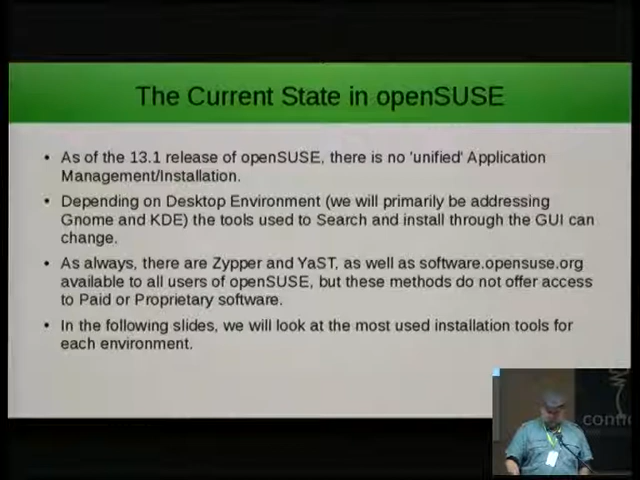 The Current State in openSUSE
• As of the 13.1 release of openSUSE, there is no 'unified' Application
Management/Installation.
• Depending on Desktop Environment (we will primarily be addressing
Gnome and KDE) the tools used to Search and install through the GUI can
change.
• As always, there are Zypper and YaST, as well as software.opensuse.org
available to all users of openSUSE, but these methods do not offer access
to Paid or Proprietary software.
• In the following slides, we will look at the most used installation tools for
each environment.